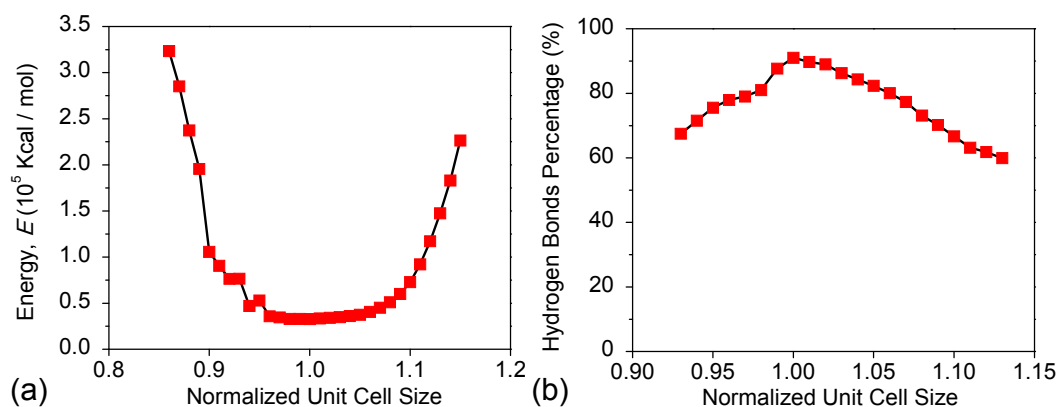 3.5
3.0
2.5
2.0
1.5
1.0
0.5
0.0
Energy, E (10⁵ Kcal / mol)
0.8 0.9 1.0 1.1 1.2
Normalized Unit Cell Size
(a)
100
80
60
40
20
0
Hydrogen Bonds Percentage (%)
0.90 0.95 1.00 1.05 1.10 1.15
Normalized Unit Cell Size
(b)